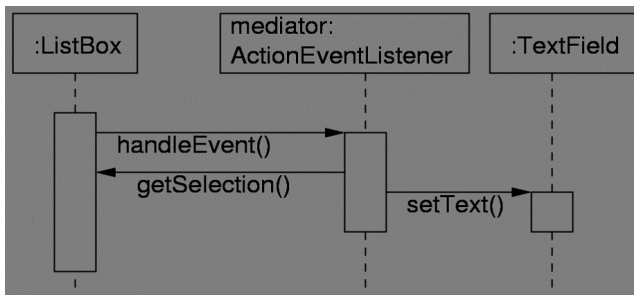 :ListBox
mediator:
ActionEventListener
:TextField
handleEvent()
getSelection()
setText()